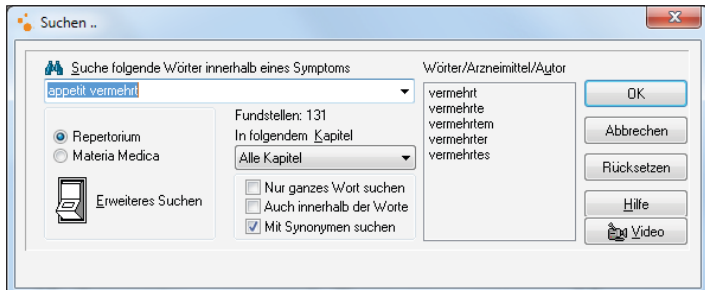 Suchen ..
Suche folgende Wörter innerhalb eines Symptoms
appetit vermehrt
Repertorium
Materia Medica
Erweiteres Suchen
Fundstellen: 131
In folgendem Kapitel
Alle Kapitel
Nur ganzes Wort suchen
Auch innerhalb der Worte
Mit Synonymen suchen
Wörter/Arzneimittel/Autor
vermehrt
vermehrte
vermehrtem
vermehrter
vermehrtes
OK
Abbrechen
Rücksetzen
Hilfe
Video